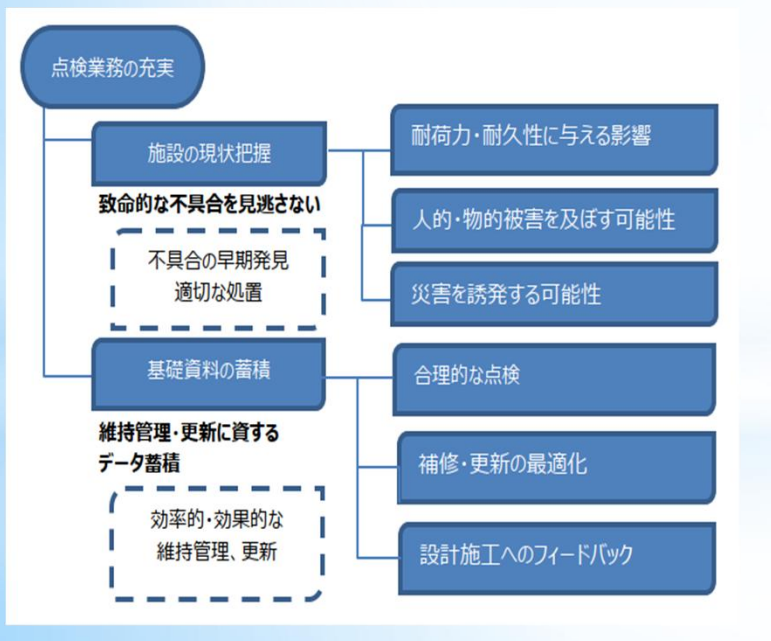 点検業務の充実
施設の現状把握
致命的な不具合を見逃さない
不具合の早期発見
適切な処置
耐荷力・耐久性に与える影響
人的・物的被害を及ぼす可能性
災害を誘発する可能性
基礎資料の蓄積
維持管理・更新に資する
データ蓄積
効率的・効果的な
維持管理、更新
合理的な点検
補修・更新の最適化
設計施工へのフィードバック